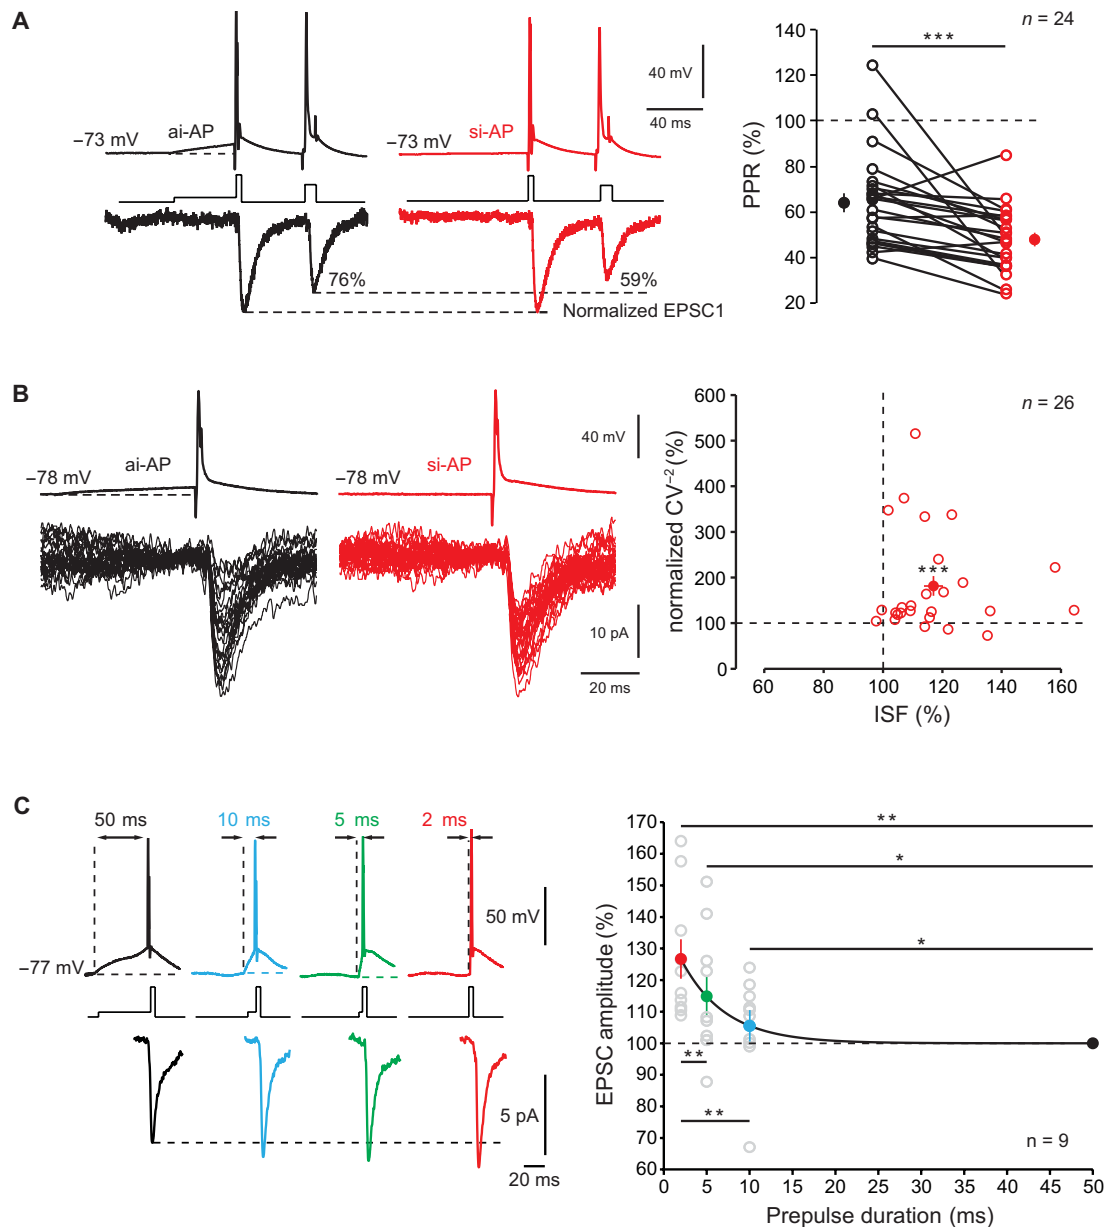 A
ai-AP
−73 mV
si-AP
−73 mV
40 mV
40 ms
76%
59%
Normalized EPSC1
n = 24
***
PPR (%)
140
120
100
80
60
40
20
B
ai-AP
−78 mV
si-AP
−78 mV
40 mV
10 pA
20 ms
n = 26
***
normalized CV⁻² (%)
600
500
400
300
200
100
0
60 80 100 120 140 160
ISF (%)
C
50 ms
10 ms
5 ms
2 ms
−77 mV
50 mV
5 pA
20 ms
**
*
*
**
**
n = 9
EPSC amplitude (%)
170
160
150
140
130
120
110
100
90
80
70
60
0 5 10 15 20 25 30 35 40 45 50
Prepulse duration (ms)